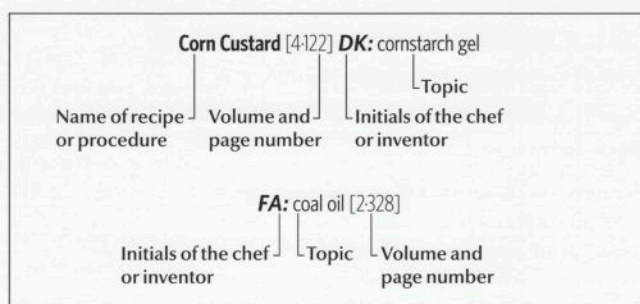 Corn Custard [4·122] DK: cornstarch gel
Topic
Name of recipe Volume and Initials of the chef
or procedure page number or inventor
FA: coal oil [2·328]
Initials of the chef Topic Volume and
or inventor page number